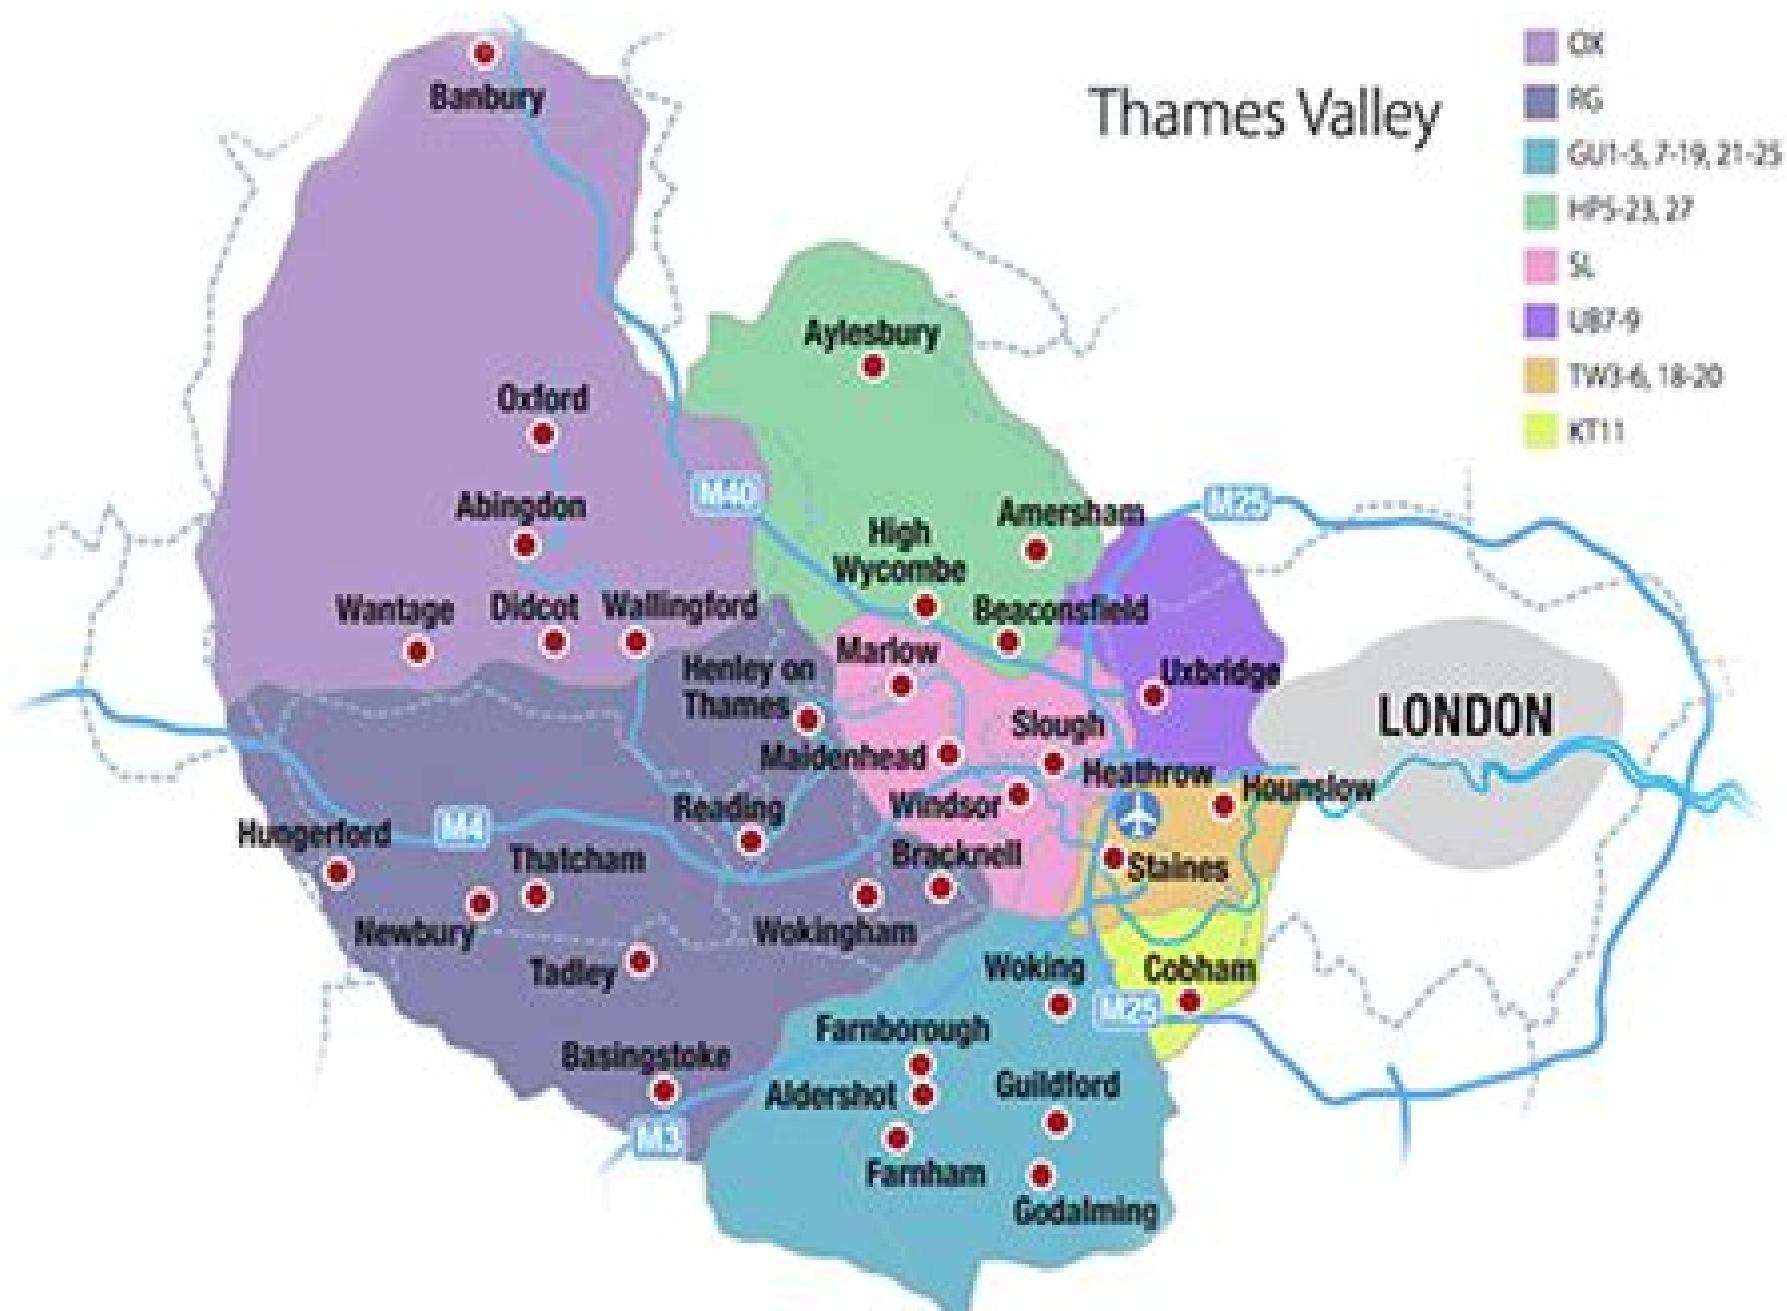 Thames Valley
OX
RG
GU1-5, 7-19, 21-25
HP5-23, 27
SL
UB7-9
TW3-6, 18-20
KT11
Banbury
Aylesbury
Oxford
M40
M25
Abingdon
Amersham
High
Wycombe
Wantage
Didcot
Wallingford
Beaconsfield
Marlow
Henley on
Thames
Uxbridge
LONDON
Slough
Maidenhead
Heathrow
Hounslow
Windsor
Reading
M4
Hungerford
Thatcham
Bracknell
Staines
Newbury
Wokingham
Tadley
Woking
Cobham
M25
Farnborough
Basingstoke
Aldershot
Guildford
M3
Farnham
Godalming